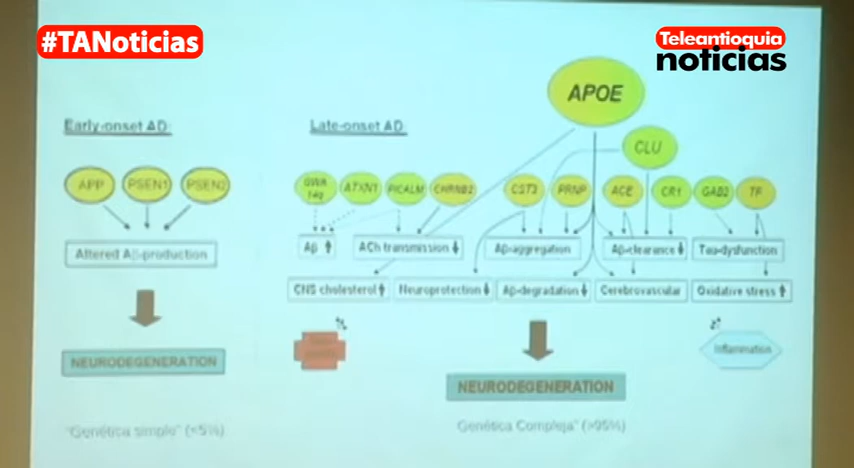 #TANoticias
Teleantioquia
noticias
APOE
Early-onset AD:
Late-onset AD:
CLU
APP PSEN1 PSEN2
GWA 14q ATXN1 PICALM CHRNB2 CST3 PRNP ACE CR1 GAB2 TF
Altered Aβ-production
Aβ ↑ ACh transmission ↓ Aβ-aggregation Aβ-clearance ↓ Tau-dysfunction
CNS cholesterol ↑ Neuroprotection ↓ Aβ-degradation ↓ Cerebrovascular Oxidative stress ↑
Inflammation
NEURODEGENERATION
NEURODEGENERATION
"Genética simple" (<5%)
Genética Compleja" (>95%)